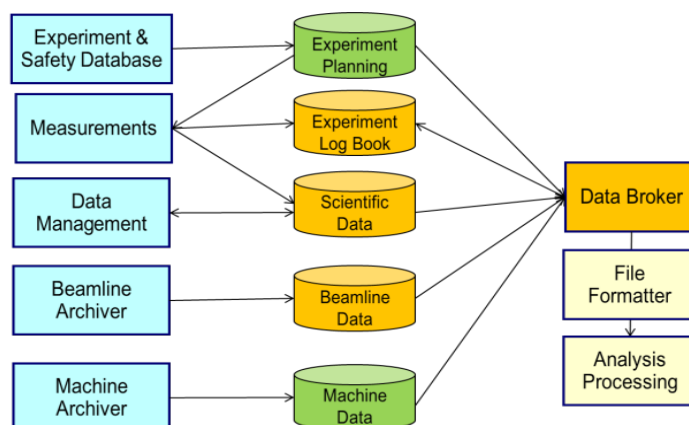 Experiment &
Safety Database
Experiment
Planning
Measurements
Experiment
Log Book
Data
Management
Scientific
Data
Data Broker
Beamline
Archiver
Beamline
Data
File
Formatter
Machine
Archiver
Machine
Data
Analysis
Processing